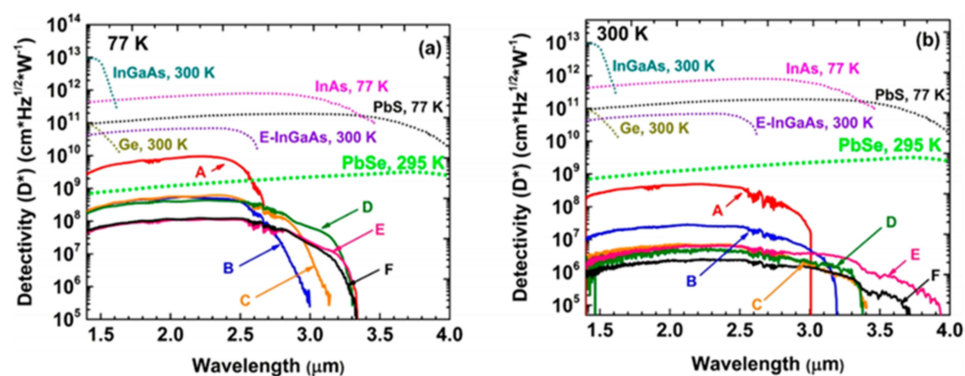 Detectivity (D*) (cm*Hz1/2*W-1)
10^14
10^13
10^12
10^11
10^10
10^9
10^8
10^7
10^6
10^5
77 K
(a)
InGaAs, 300 K
InAs, 77 K
PbS, 77 K
E-InGaAs, 300 K
Ge, 300 K
PbSe, 295 K
A
D
E
B
C
F
1.5 2.0 2.5 3.0 3.5 4.0
Wavelength (μm)
Detectivity (D*) (cm*Hz1/2*W-1)
10^13
10^12
10^11
10^10
10^9
10^8
10^7
10^6
10^5
300 K
(b)
InGaAs, 300 K
InAs, 77 K
PbS, 77 K
Ge, 300 K
E-InGaAs, 300 K
PbSe, 295 K
A
D
B
E
C
F
1.5 2.0 2.5 3.0 3.5 4.0
Wavelength (μm)